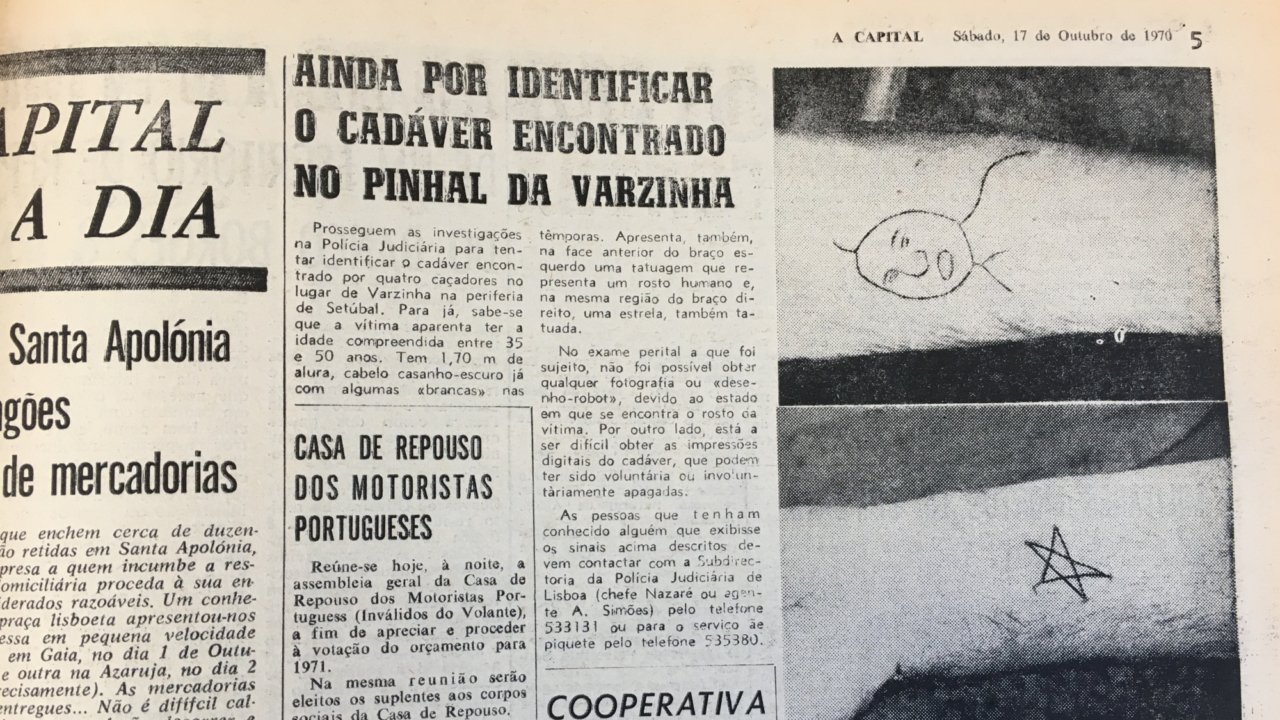 A CAPITAL Sábado, 17 de Outubro de 1970 5
APITAL
A DIA
Santa Apolónia
gões
de mercadorias
que enchem cerca de duzen-
ão retidas em Santa Apolónia,
presa a quem incumbe a res-
domiciliária proceda à sua en-
iderados razoáveis. Um conhe-
praça lisboeta apresentou-nos
essa em pequena velocidade
em Gaia, no dia 1 de Outu-
e outra na Azaruja, no dia 2
recisamente). As mercadorias
entregues... Não é difífcil cal-
AINDA POR IDENTIFICAR
O CADÁVER ENCONTRADO
NO PINHAL DA VARZINHA
Prosseguem as investigações
na Polícia Judiciária para ten-
tar identificar o cadáver encon-
trado por quatro caçadores no
lugar de Varzinha na periferia
de Setúbal. Para já, sabe-se
que a vítima aparenta ter a
idade compreendida entre 35
e 50 anos. Tem 1,70 m de
alura, cabelo casanho-escuro já
com algumas «brancas» nas
têmporas. Apresenta, também,
na face anterior do braço es-
querdo uma tatuagem que re-
presenta um rosto humano e,
na mesma região do braço di-
reito, uma estrela, também ta-
tuada.
No exame perital a que foi
sujeito, não foi possível obter
qualquer fotografia ou «dese-
nho-robot», devido ao estado
em que se encontra o rosto da
vítima. Por outro lado, está a
ser difícil obter as impressões
digitais do cadáver, que podem
ter sido voluntária ou involun-
tàriamente apagadas.
As pessoas que tenham
conhecido alguém que exibisse
os sinais acima descritos de-
vem contactar com a Subdirec-
toria da Polícia Judiciária de
Lisboa (chefe Nazaré ou agen-
te A. Simões) pelo telefone
533131 ou para o serviço de
piquete pelo telefone 535380.
CASA DE REPOUSO
DOS MOTORISTAS
PORTUGUESES
Reúne-se hoje, à noite, a
assembleia geral da Casa de
Repouso dos Motoristas Por-
tuguess (Inválidos do Volante),
a fim de apreciar e proceder
à votação do orçamento para
1971.
Na mesma reunião serão
eleitos os suplentes aos corpos
sociais da Casa de Repouso.
COOPERATIVA